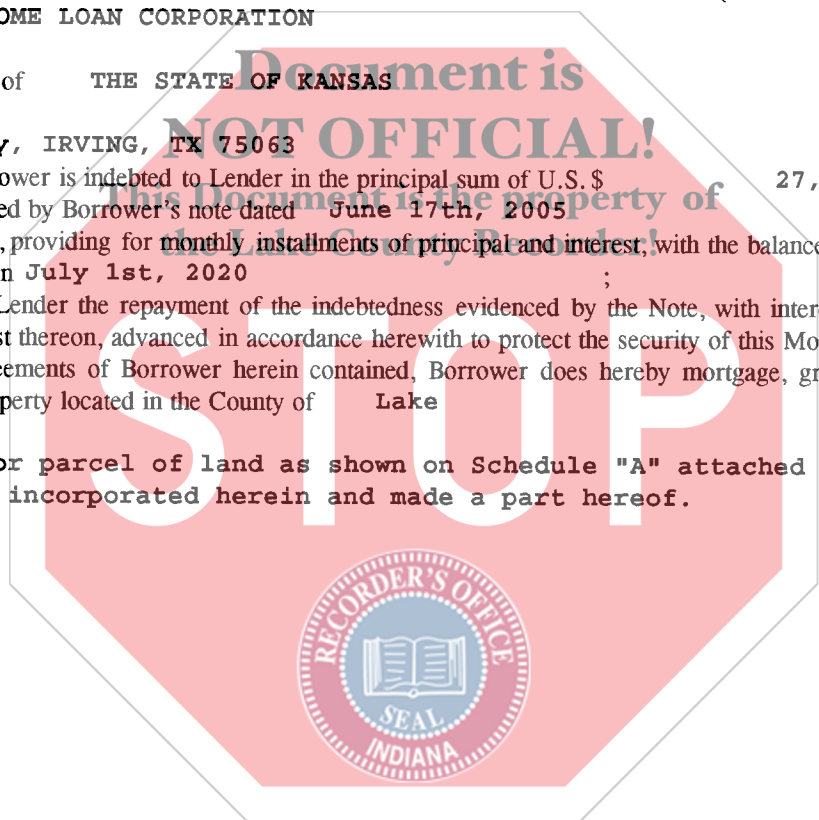 OME LOAN CORPORATION
of THE STATE OF KANSAS
Document is
NOT OFFICIAL!
This Document is the property of
the Lake County Recorder!
Y, IRVING, TX 75063
ower is indebted to Lender in the principal sum of U.S. $ 27,
ed by Borrower's note dated June 17th, 2005
, providing for monthly installments of principal and interest, with the balance
n July 1st, 2020 ;
Lender the repayment of the indebtedness evidenced by the Note, with inter
st thereon, advanced in accordance herewith to protect the security of this Mo
eements of Borrower herein contained, Borrower does hereby mortgage, gr
perty located in the County of Lake
or parcel of land as shown on Schedule "A" attached
incorporated herein and made a part hereof.
STOP
RECORDER'S OFFICE
SEAL
INDIANA